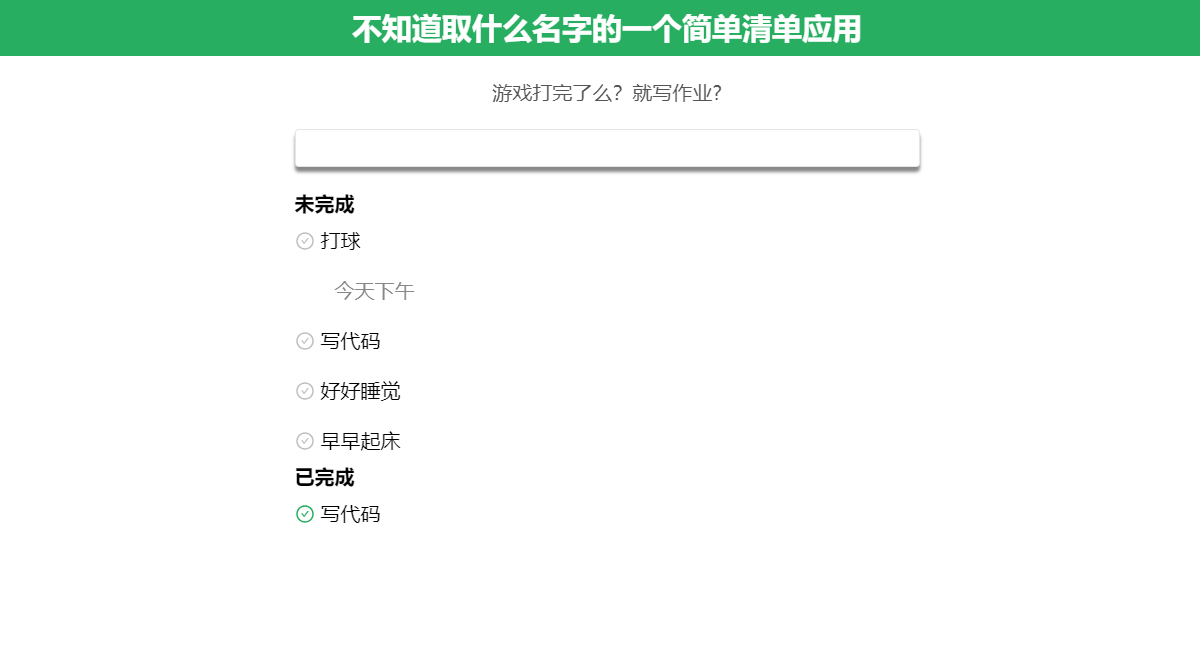 不知道取什么名字的一个简单清单应用
游戏打完了么？就写作业？
未完成
打球
今天下午
写代码
好好睡觉
早早起床
已完成
写代码